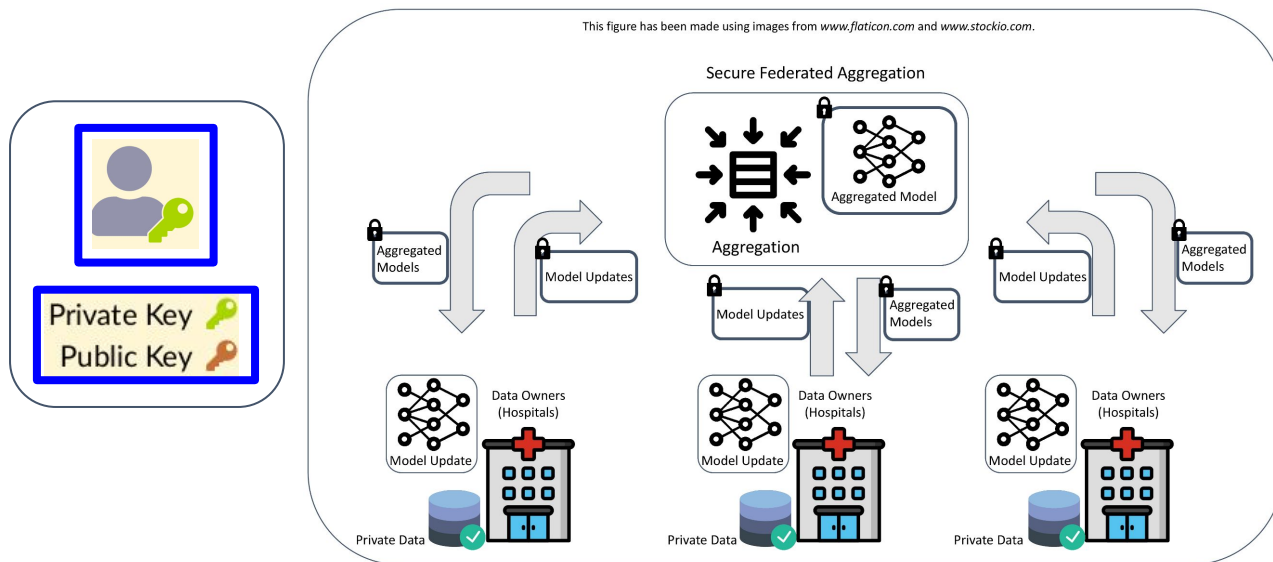 This figure has been made using images from www.flaticon.com and www.stockio.com.
Secure Federated Aggregation
Aggregated Model
Aggregation
Private Key
Public Key
Aggregated
Models
Model Updates
Model Updates
Aggregated
Models
Model Updates
Aggregated
Models
Model Update
Data Owners
(Hospitals)
Private Data
Model Update
Data Owners
(Hospitals)
Private Data
Model Update
Data Owners
(Hospitals)
Private Data